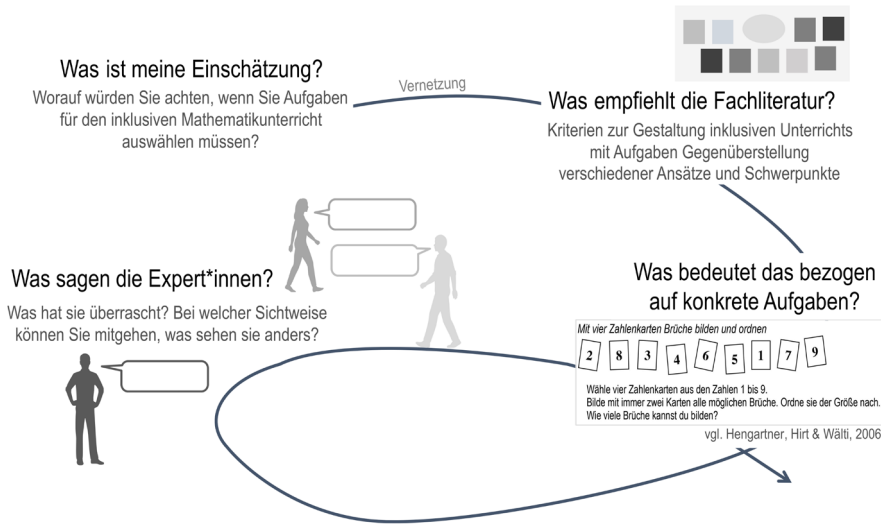 Was ist meine Einschätzung?
Worauf würden Sie achten, wenn Sie Aufgaben
für den inklusiven Mathematikunterricht
auswählen müssen?
Vernetzung
Was empfiehlt die Fachliteratur?
Kriterien zur Gestaltung inklusiven Unterrichts
mit Aufgaben Gegenüberstellung
verschiedener Ansätze und Schwerpunkte
Was sagen die Expert*innen?
Was hat sie überrascht? Bei welcher Sichtweise
können Sie mitgehen, was sehen sie anders?
Was bedeutet das bezogen
auf konkrete Aufgaben?
Mit vier Zahlenkarten Brüche bilden und ordnen
2 8 3 4 6 5 1 7 9
Wähle vier Zahlenkarten aus den Zahlen 1 bis 9.
Bilde mit immer zwei Karten alle möglichen Brüche. Ordne sie der Größe nach.
Wie viele Brüche kannst du bilden?
vgl. Hengartner, Hirt & Wälti, 2006